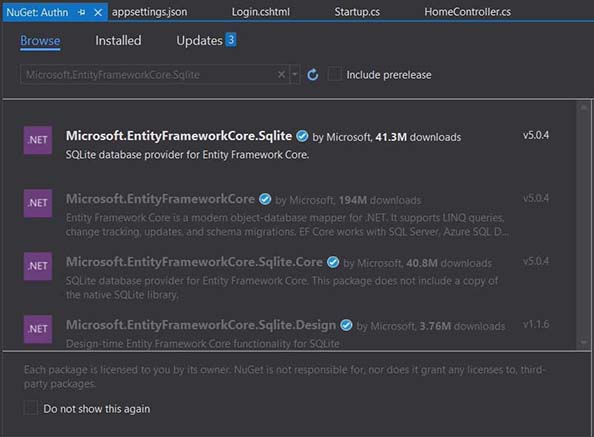 NuGet: Authn appsettings.json Login.cshtml Startup.cs HomeController.cs
Browse Installed Updates 3
Microsoft.EntityFrameworkCore.Sqlite Include prerelease
.NET Microsoft.EntityFrameworkCore.Sqlite by Microsoft, 41.3M downloads v5.0.4
SQLite database provider for Entity Framework Core.
.NET Microsoft.EntityFrameworkCore by Microsoft, 194M downloads v5.0.4
Entity Framework Core is a modern object-database mapper for .NET. It supports LINQ queries,
change tracking, updates, and schema migrations. EF Core works with SQL Server, Azure SQL D...
.NET Microsoft.EntityFrameworkCore.Sqlite.Core by Microsoft, 40.8M downloads v5.0.4
SQLite database provider for Entity Framework Core. This package does not include a copy of
the native SQLite library.
.NET Microsoft.EntityFrameworkCore.Sqlite.Design by Microsoft, 3.76M downloads v1.1.6
Design-time Entity Framework Core functionality for SQLite
Each package is licensed to you by its owner. NuGet is not responsible for, nor does it grant any licenses to, third-
party packages.
Do not show this again